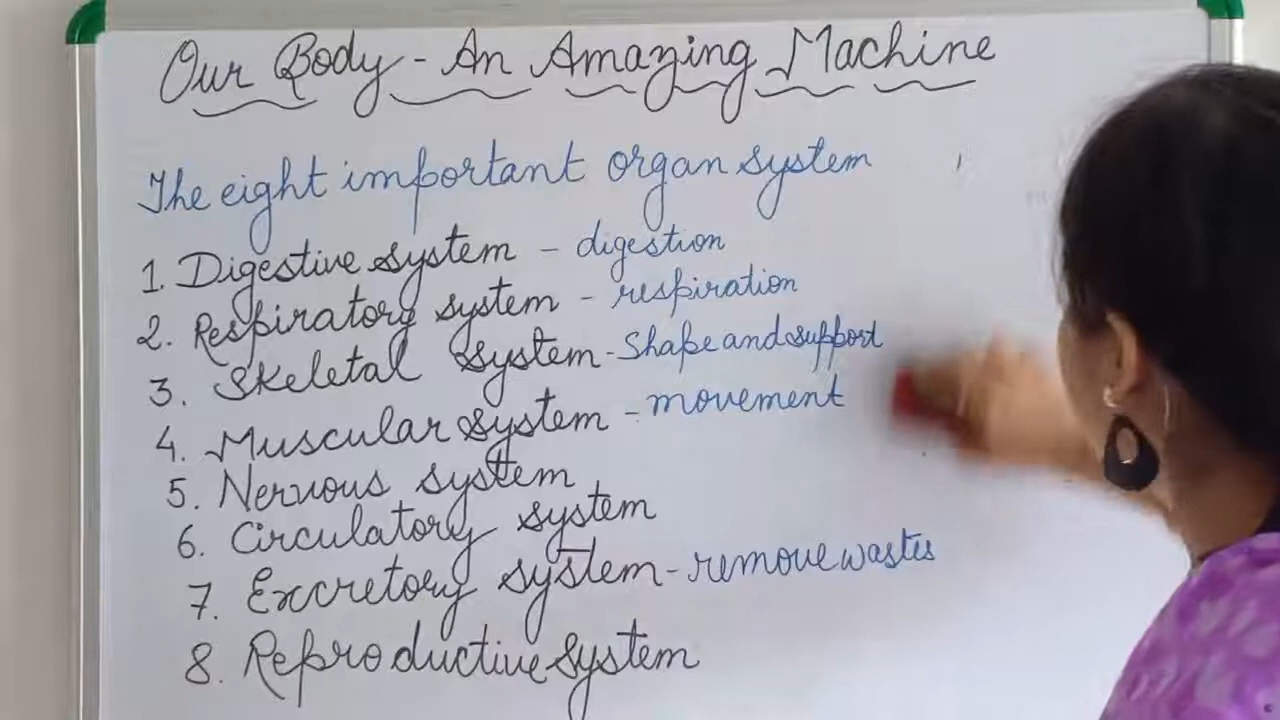 Our Body - An Amazing Machine
The eight important organ system
1. Digestive system - digestion
2. Respiratory system - respiration
3. Skeletal system - Shape and support
4. Muscular system - movement
5. Nervous system
6. Circulatory system
7. Excretory system - remove wastes
8. Reproductive system